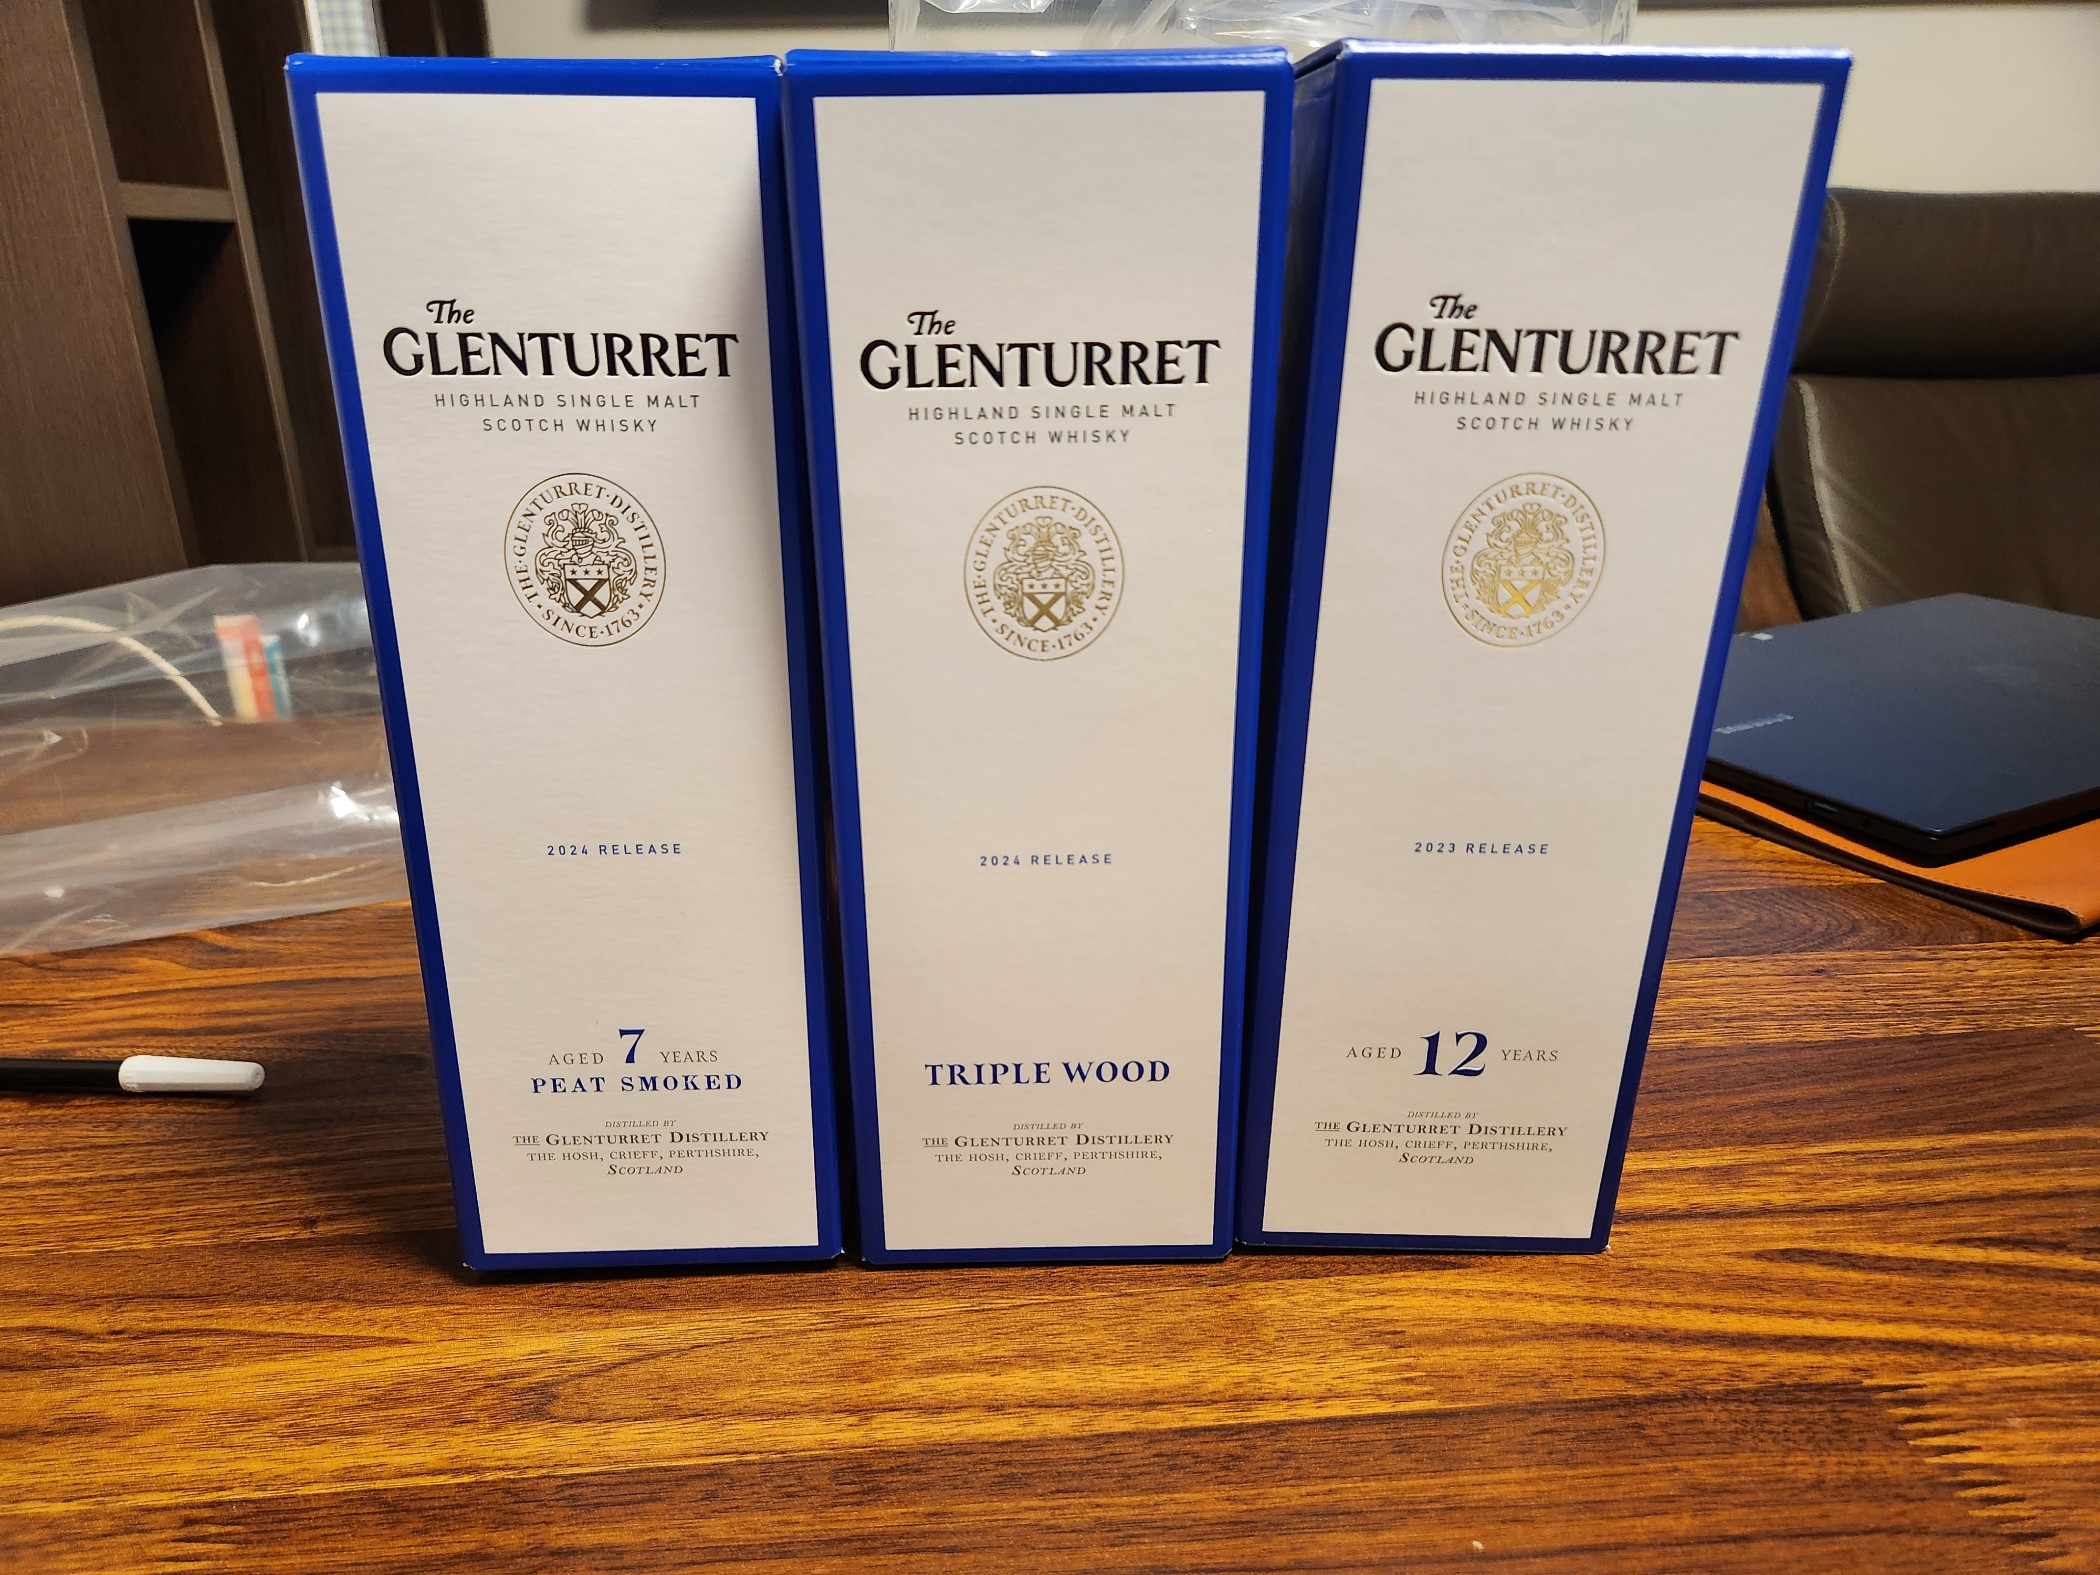 The
GLENTURRET
HIGHLAND SINGLE MALT
SCOTCH WHISKY
THE·GLENTURRET·DISTILLERY
·SINCE·1763·
2024 RELEASE
AGED 7 YEARS
PEAT SMOKED
DISTILLED BY
THE GLENTURRET DISTILLERY
THE HOSH, CRIEFF, PERTHSHIRE,
SCOTLAND
The
GLENTURRET
HIGHLAND SINGLE MALT
SCOTCH WHISKY
THE·GLENTURRET·DISTILLERY
·SINCE·1763·
2024 RELEASE
TRIPLE WOOD
DISTILLED BY
THE GLENTURRET DISTILLERY
THE HOSH, CRIEFF, PERTHSHIRE,
SCOTLAND
The
GLENTURRET
HIGHLAND SINGLE MALT
SCOTCH WHISKY
THE·GLENTURRET·DISTILLERY
·SINCE·1763·
2023 RELEASE
AGED 12 YEARS
DISTILLED BY
THE GLENTURRET DISTILLERY
THE HOSH, CRIEFF, PERTHSHIRE,
SCOTLAND